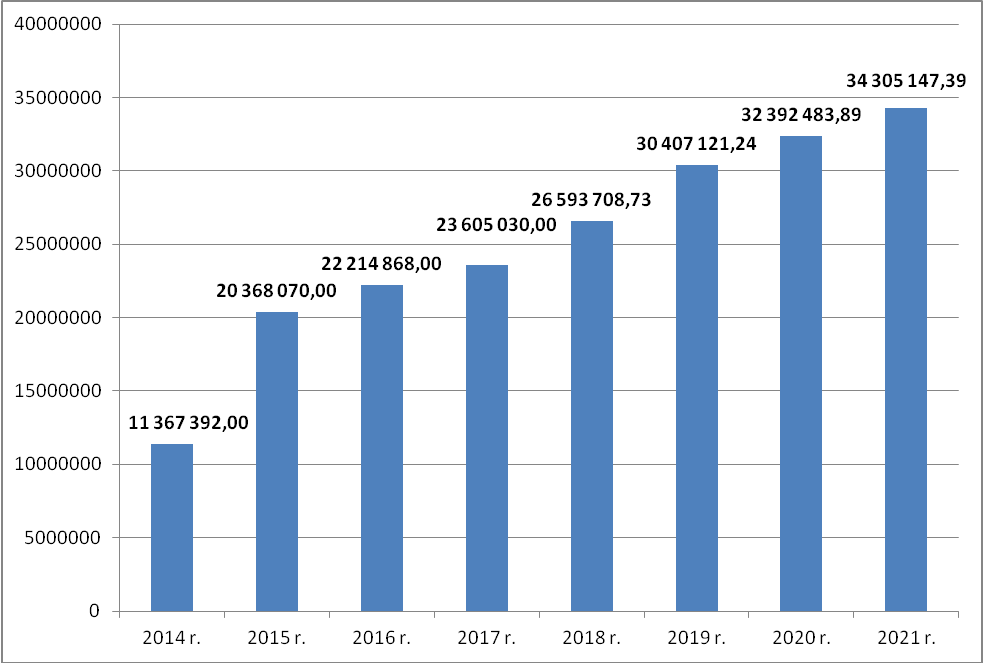 40000000
35000000
30000000
25000000
20000000
15000000
10000000
5000000
0
11 367 392,00
20 368 070,00
22 214 868,00
23 605 030,00
26 593 708,73
30 407 121,24
32 392 483,89
34 305 147,39
2014 r.
2015 r.
2016 r.
2017 r.
2018 r.
2019 r.
2020 r.
2021 r.